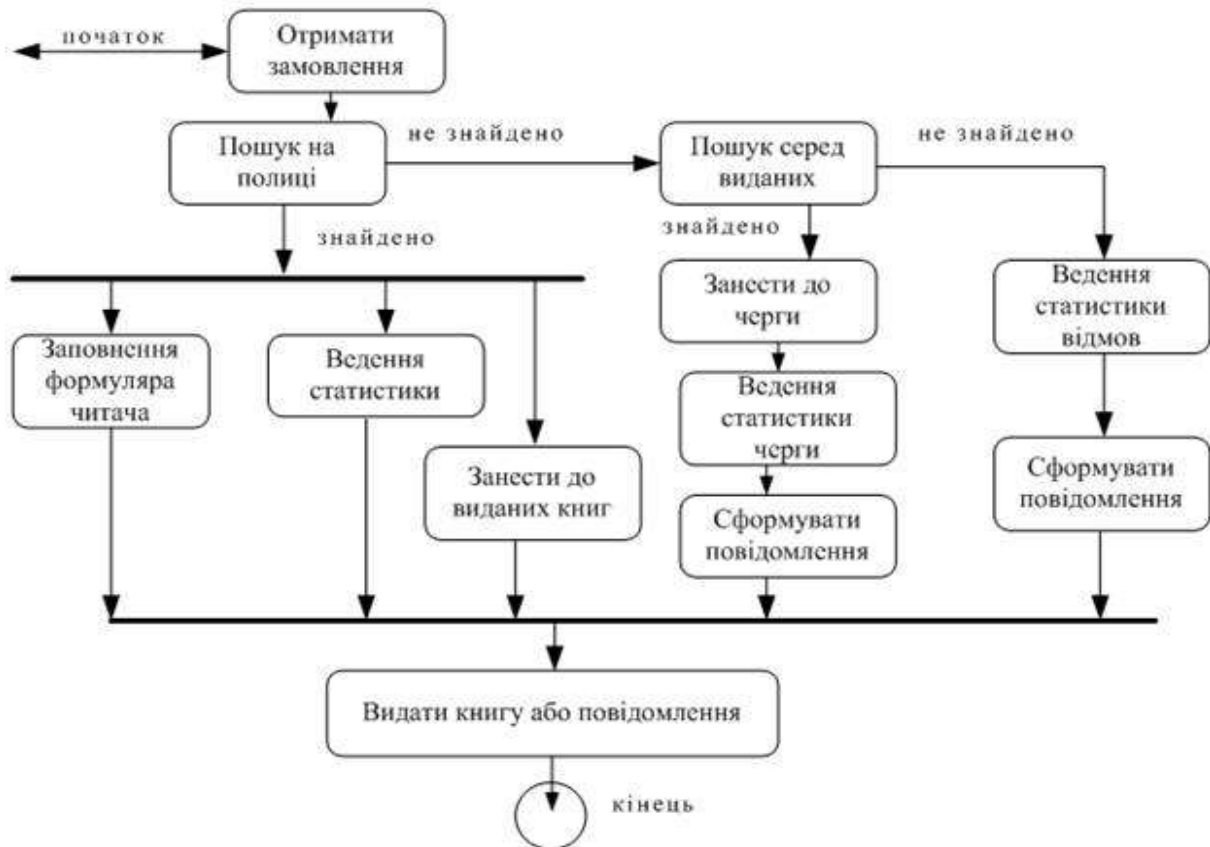 початок
Отримати
замовлення
Пошук на
полиці
не знайдено
Пошук серед
виданих
не знайдено
знайдено
знайдено
Заповнення
формуляра
читача
Ведення
статистики
Занести до
виданих книг
Занести до
черги
Ведення
статистики
черги
Сформувати
повідомлення
Ведення
статистики
відмов
Сформувати
повідомлення
Видати книгу або повідомлення
кінець